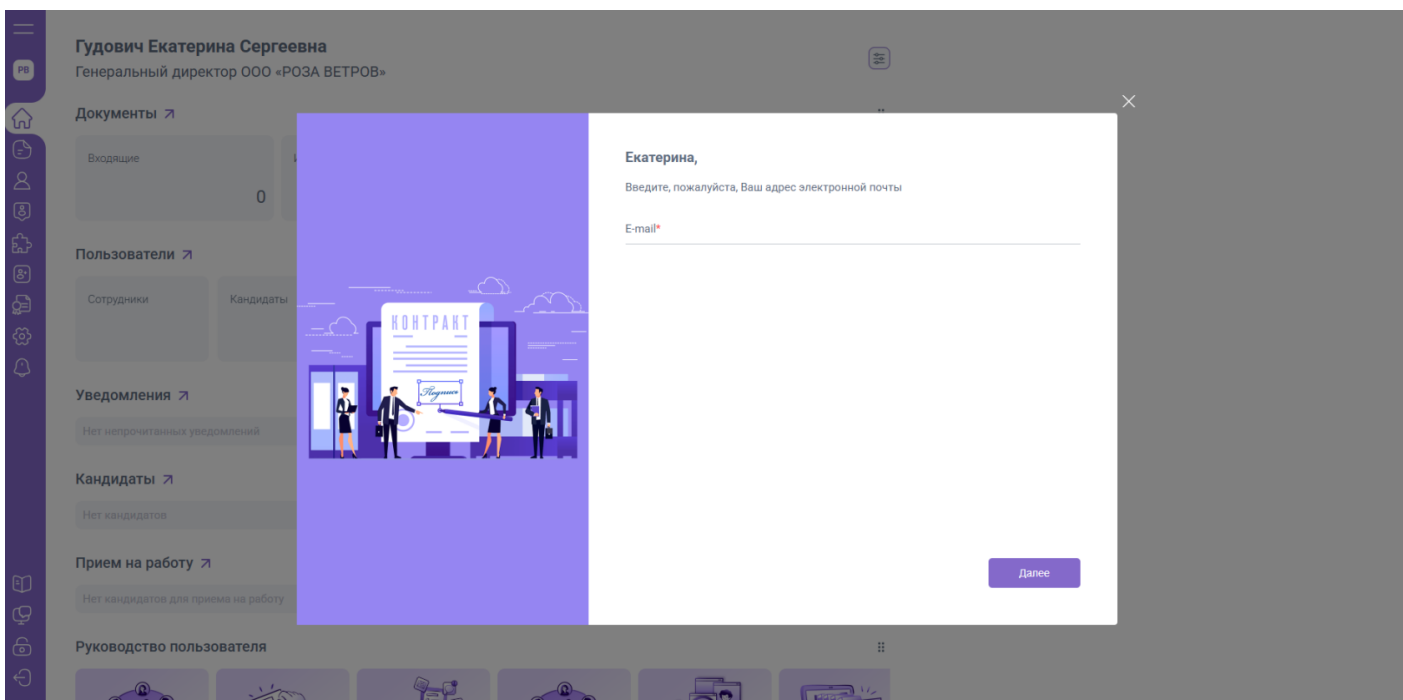 Гудович Екатерина Сергеевна
РВ
Генеральный директор ООО «РОЗА ВЕТРОВ»
Документы
Входящие
0
Екатерина,
Введите, пожалуйста, Ваш адрес электронной почты
E-mail*
Пользователи
Сотрудники
Кандидаты
КОНТРАКТ
Подпись
Уведомления
Нет непрочитанных уведомлений
Кандидаты
Нет кандидатов
Прием на работу
Далее
Нет кандидатов для приема на работу
Руководство пользователя